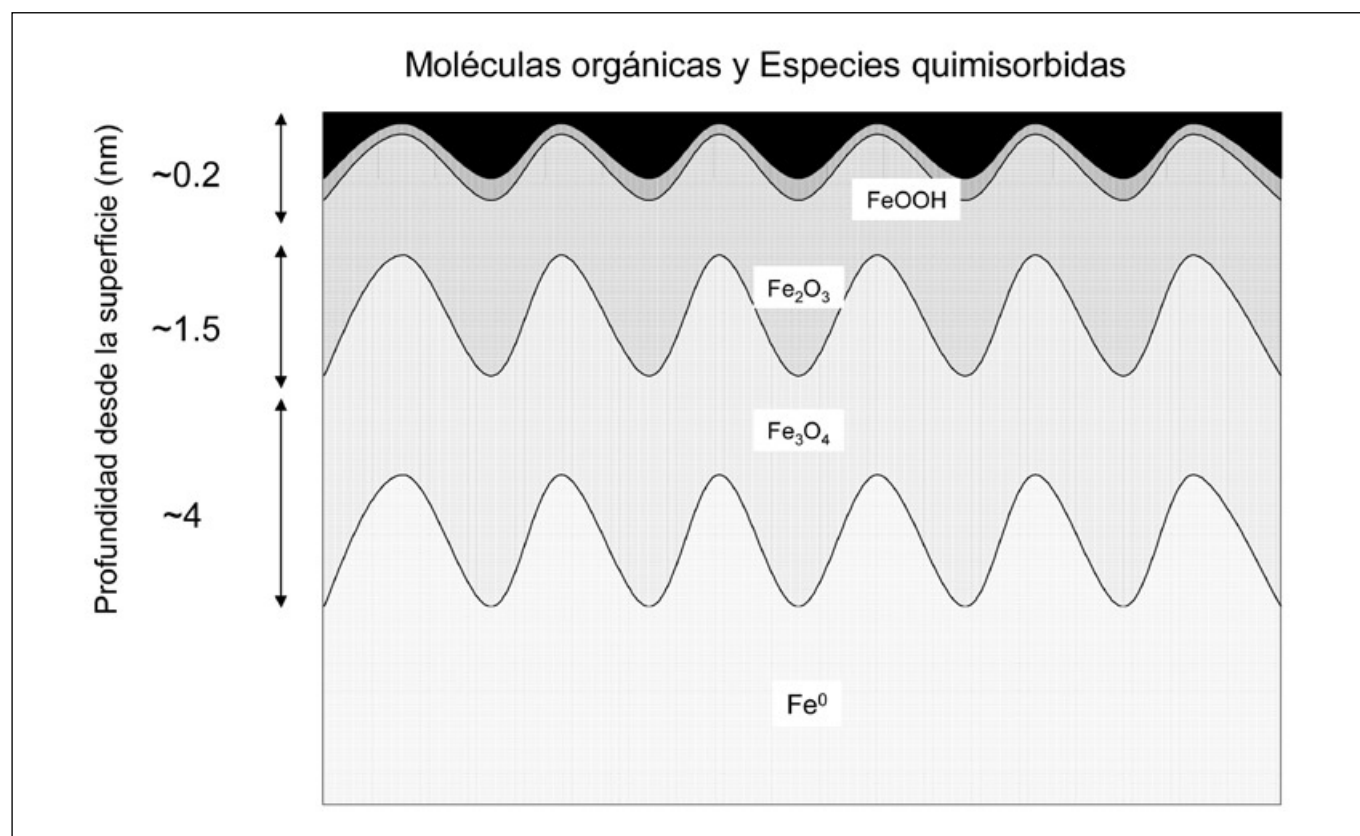 Moléculas orgánicas y Especies quimisorbidas
Profundidad desde la superficie (nm)
~0.2
FeOOH
Fe₂O₃
~1.5
Fe₃O₄
~4
Fe⁰